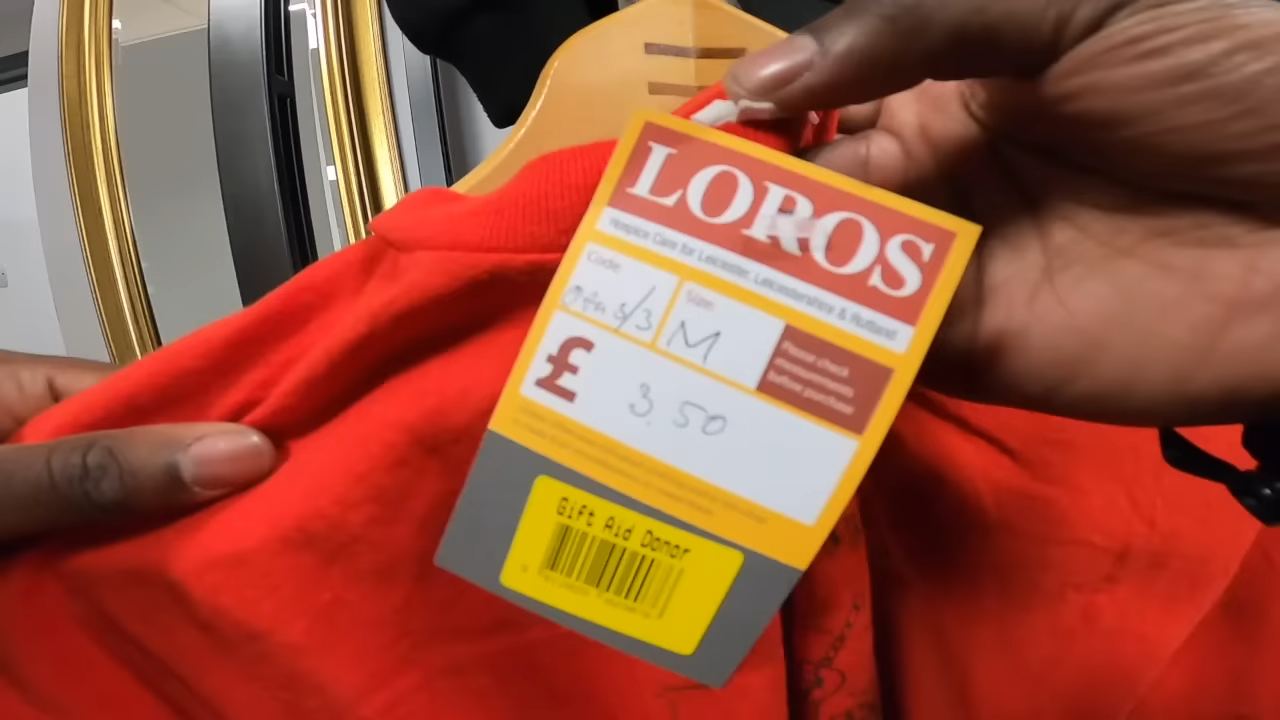 LOROS
Hospice Care for Leicester, Leicestershire & Rutland
Code:
Size:
M
Please check
measurements
before purchase
£ 3.50
Gift Aid Donor